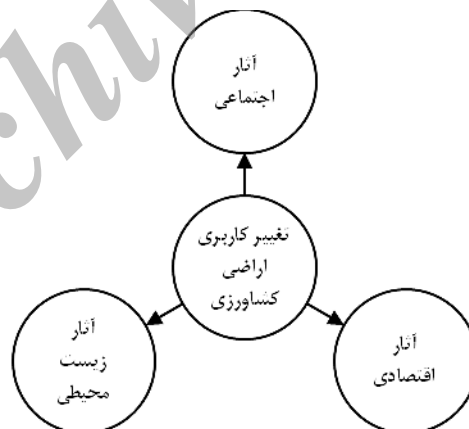 آثار
اجتماعی
تغییر کاربری
اراضی
کشاورزی
آثار
اقتصادی
آثار
زیست
محیطی